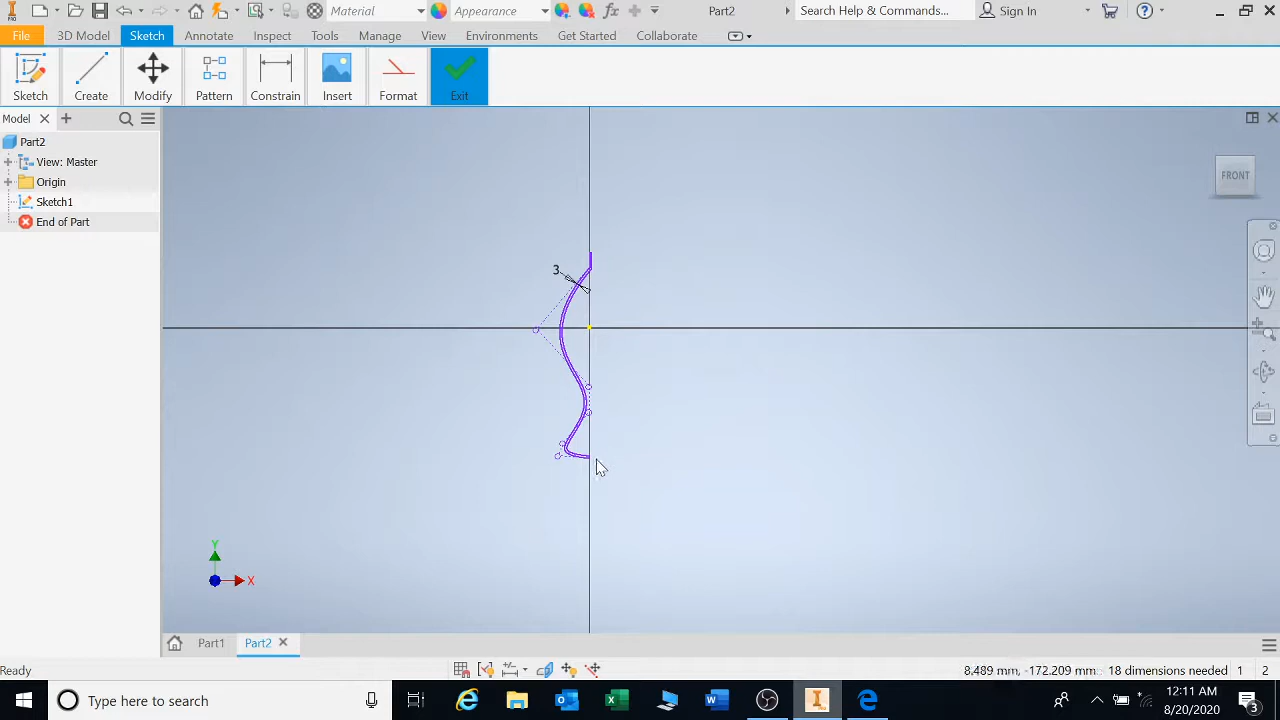 PRO
Material
Appearance
fx
Part2
Search Help & Commands...
Sign In
File
3D Model
Sketch
Annotate
Inspect
Tools
Manage
View
Environments
Get Started
Collaborate
Sketch
Create
Modify
Pattern
Constrain
Insert
Format
Exit
Model
Part2
View: Master
Origin
Sketch1
End of Part
FRONT
3
Y
X
Part1
Part2
Ready
8.489 mm, -172.209 mm
18 dimensions needed
1
2
Type here to search
12:11 AM
8/20/2020
3